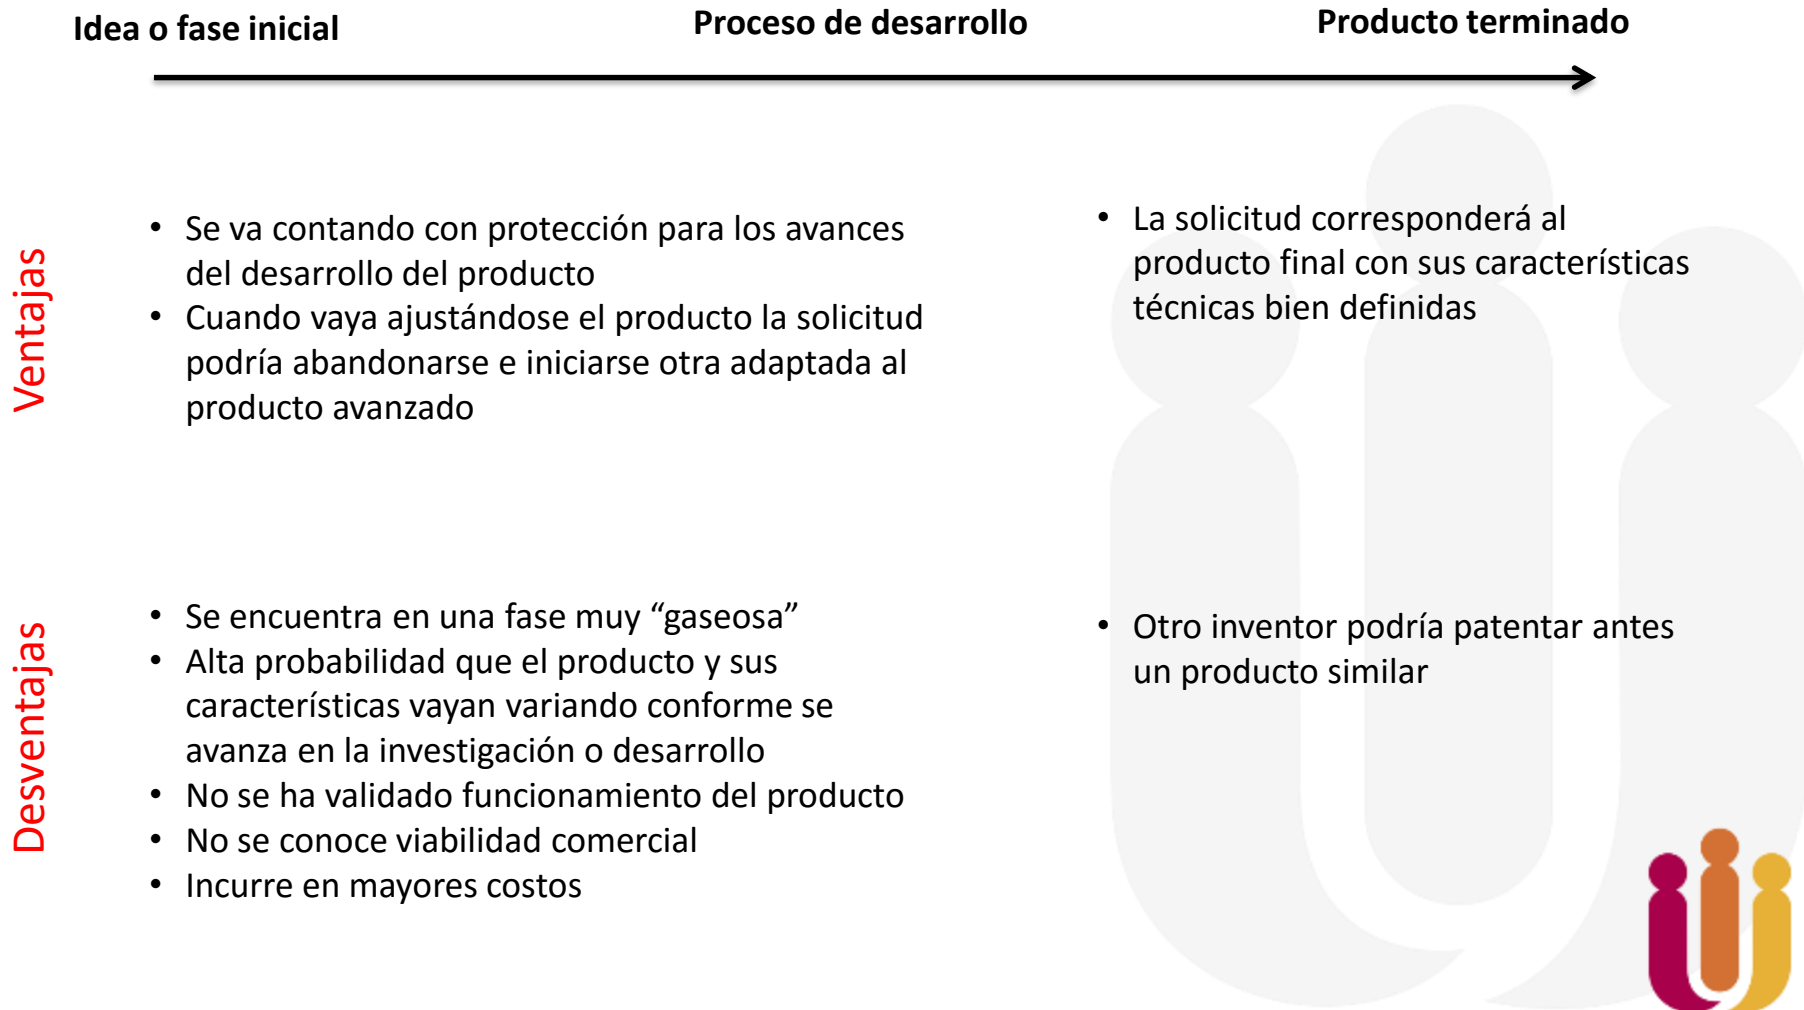 Idea o fase inicial
Proceso de desarrollo
Producto terminado
Ventajas
• Se va contando con protección para los avances
del desarrollo del producto
• Cuando vaya ajustándose el producto la solicitud
podría abandonarse e iniciarse otra adaptada al
producto avanzado
• La solicitud corresponderá al
producto final con sus características
técnicas bien definidas
Desventajas
• Se encuentra en una fase muy “gaseosa”
• Alta probabilidad que el producto y sus
características vayan variando conforme se
avanza en la investigación o desarrollo
• No se ha validado funcionamiento del producto
• No se conoce viabilidad comercial
• Incurre en mayores costos
• Otro inventor podría patentar antes
un producto similar